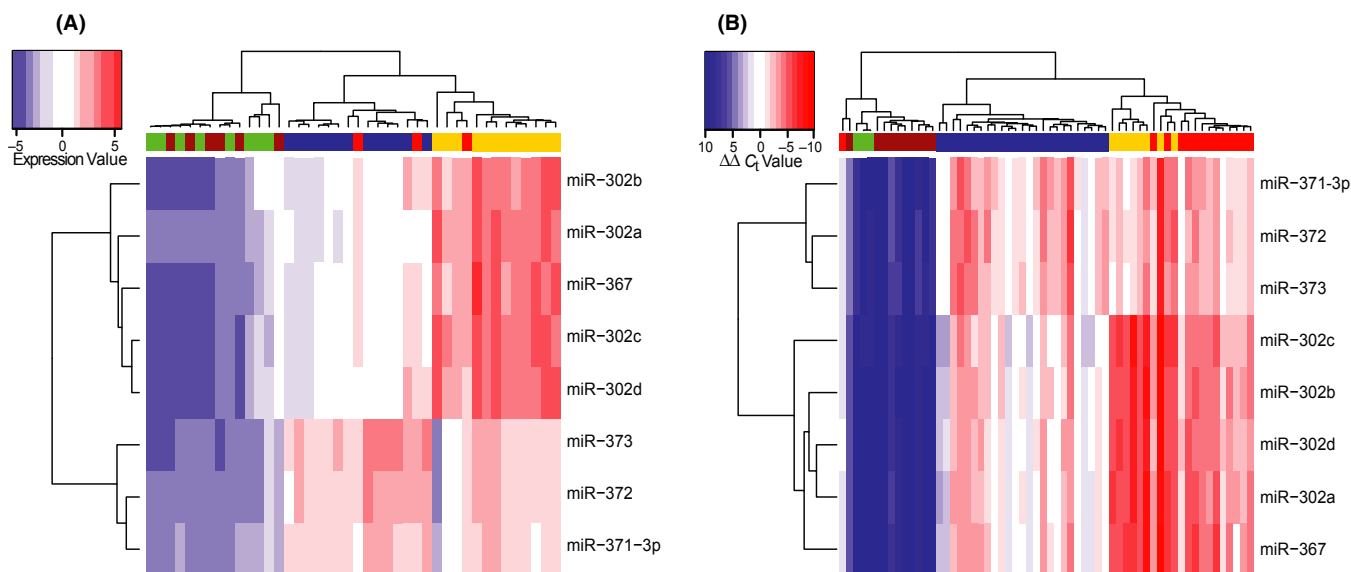 (A)
−5 0 5
Expression Value
miR−302b
miR−302a
miR−367
miR−302c
miR−302d
miR−373
miR−372
miR−371−3p
(B)
10 5 0 −5 −10
ΔΔ Ct Value
miR-371-3p
miR-372
miR-373
miR-302c
miR-302b
miR-302d
miR-302a
miR-367